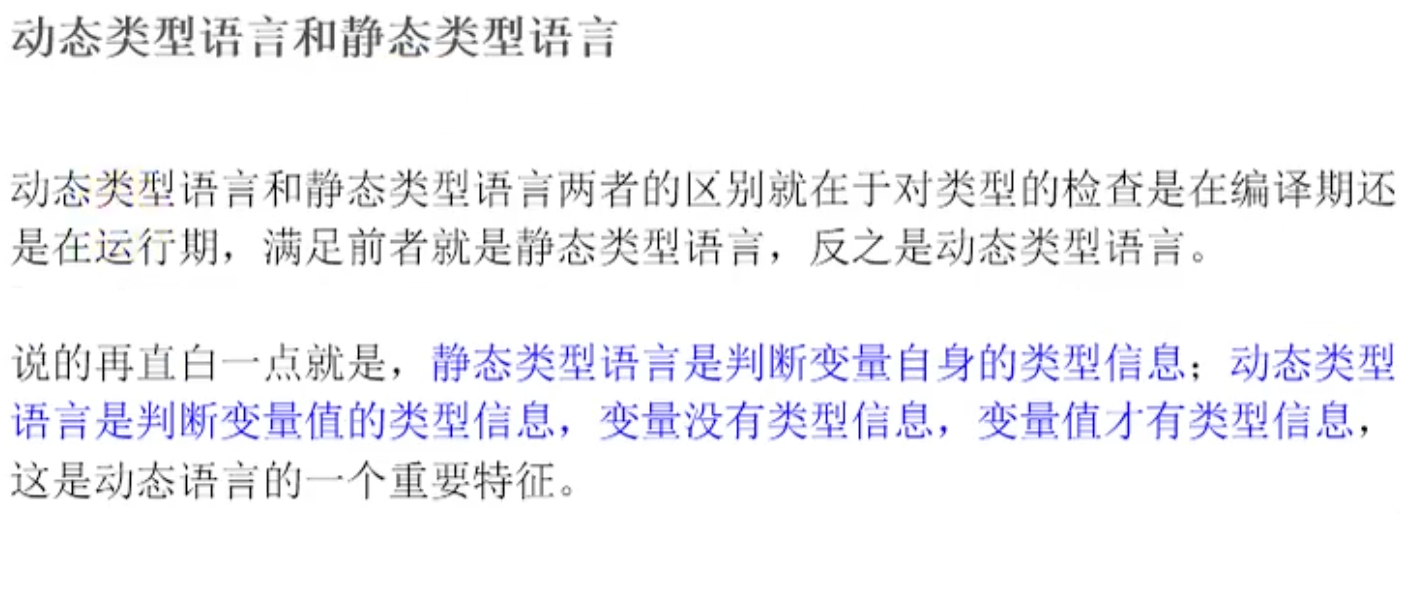 动态类型语言和静态类型语言
动态类型语言和静态类型语言两者的区别就在于对类型的检查是在编译期还
是在运行期，满足前者就是静态类型语言，反之是动态类型语言。
说的再直白一点就是，静态类型语言是判断变量自身的类型信息；动态类型
语言是判断变量值的类型信息，变量没有类型信息，变量值才有类型信息，
这是动态语言的一个重要特征。